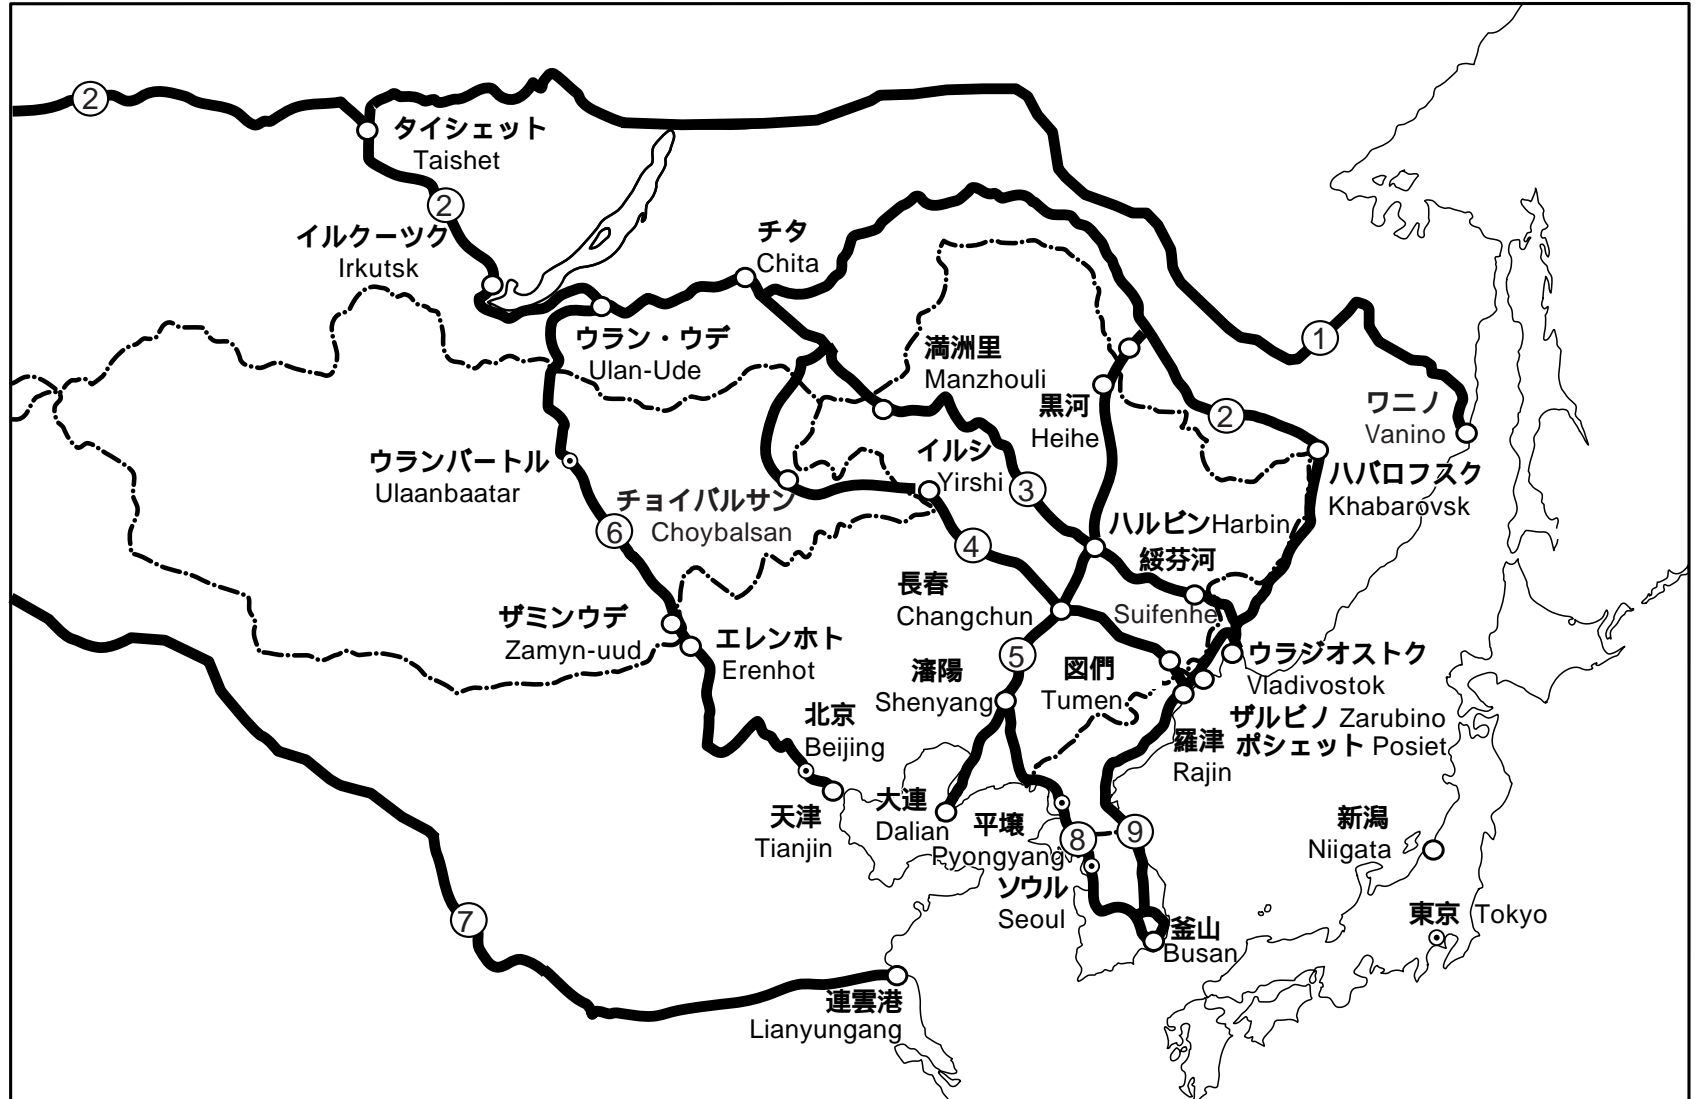 ②
タイシェット
Taishet
②
イルクーツク
Irkutsk
チタ
Chita
ウラン・ウデ
Ulan-Ude
満洲里
Manzhouli
①
黒河
Heihe
②
ワニノ
Vanino
ウランバートル
Ulaanbaatar
イルシ
Yirshi
③
ハバロフスク
Khabarovsk
チョイバルサン
Choybalsan
⑥
④
ハルビンHarbin
綏芬河
Suifenhe
長春
Changchun
ザミンウデ
Zamyn-uud
エレンホト
Erenhot
⑤
瀋陽
Shenyang
図們
Tumen
ウラジオストク
Vladivostok
ザルビノ Zarubino
ポシェット Posiet
北京
Beijing
羅津
Rajin
天津
Tianjin
大連
Dalian
平壌
Pyongyang
⑧
⑨
新潟
Niigata
ソウル
Seoul
⑦
釜山
Busan
東京 Tokyo
連雲港
Lianyungang